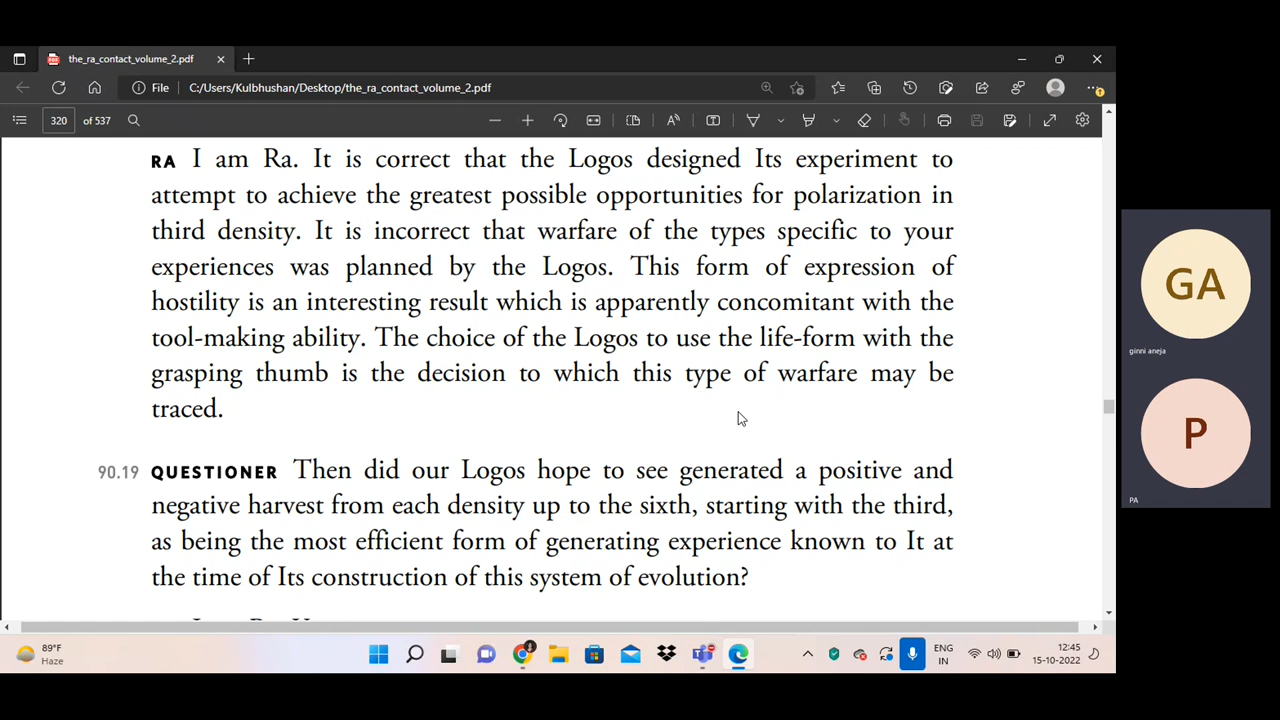 the_ra_contact_volume_2.pdf
File C:/Users/Kulbhushan/Desktop/the_ra_contact_volume_2.pdf
320 of 537
RA I am Ra. It is correct that the Logos designed Its experiment to
attempt to achieve the greatest possible opportunities for polarization in
third density. It is incorrect that warfare of the types specific to your
experiences was planned by the Logos. This form of expression of
hostility is an interesting result which is apparently concomitant with the
tool-making ability. The choice of the Logos to use the life-form with the
grasping thumb is the decision to which this type of warfare may be
traced.
90.19 QUESTIONER Then did our Logos hope to see generated a positive and
negative harvest from each density up to the sixth, starting with the third,
as being the most efficient form of generating experience known to It at
the time of Its construction of this system of evolution?
GA
ginni aneja
P
PA
89°F
Haze
ENG
IN
12:45
15-10-2022